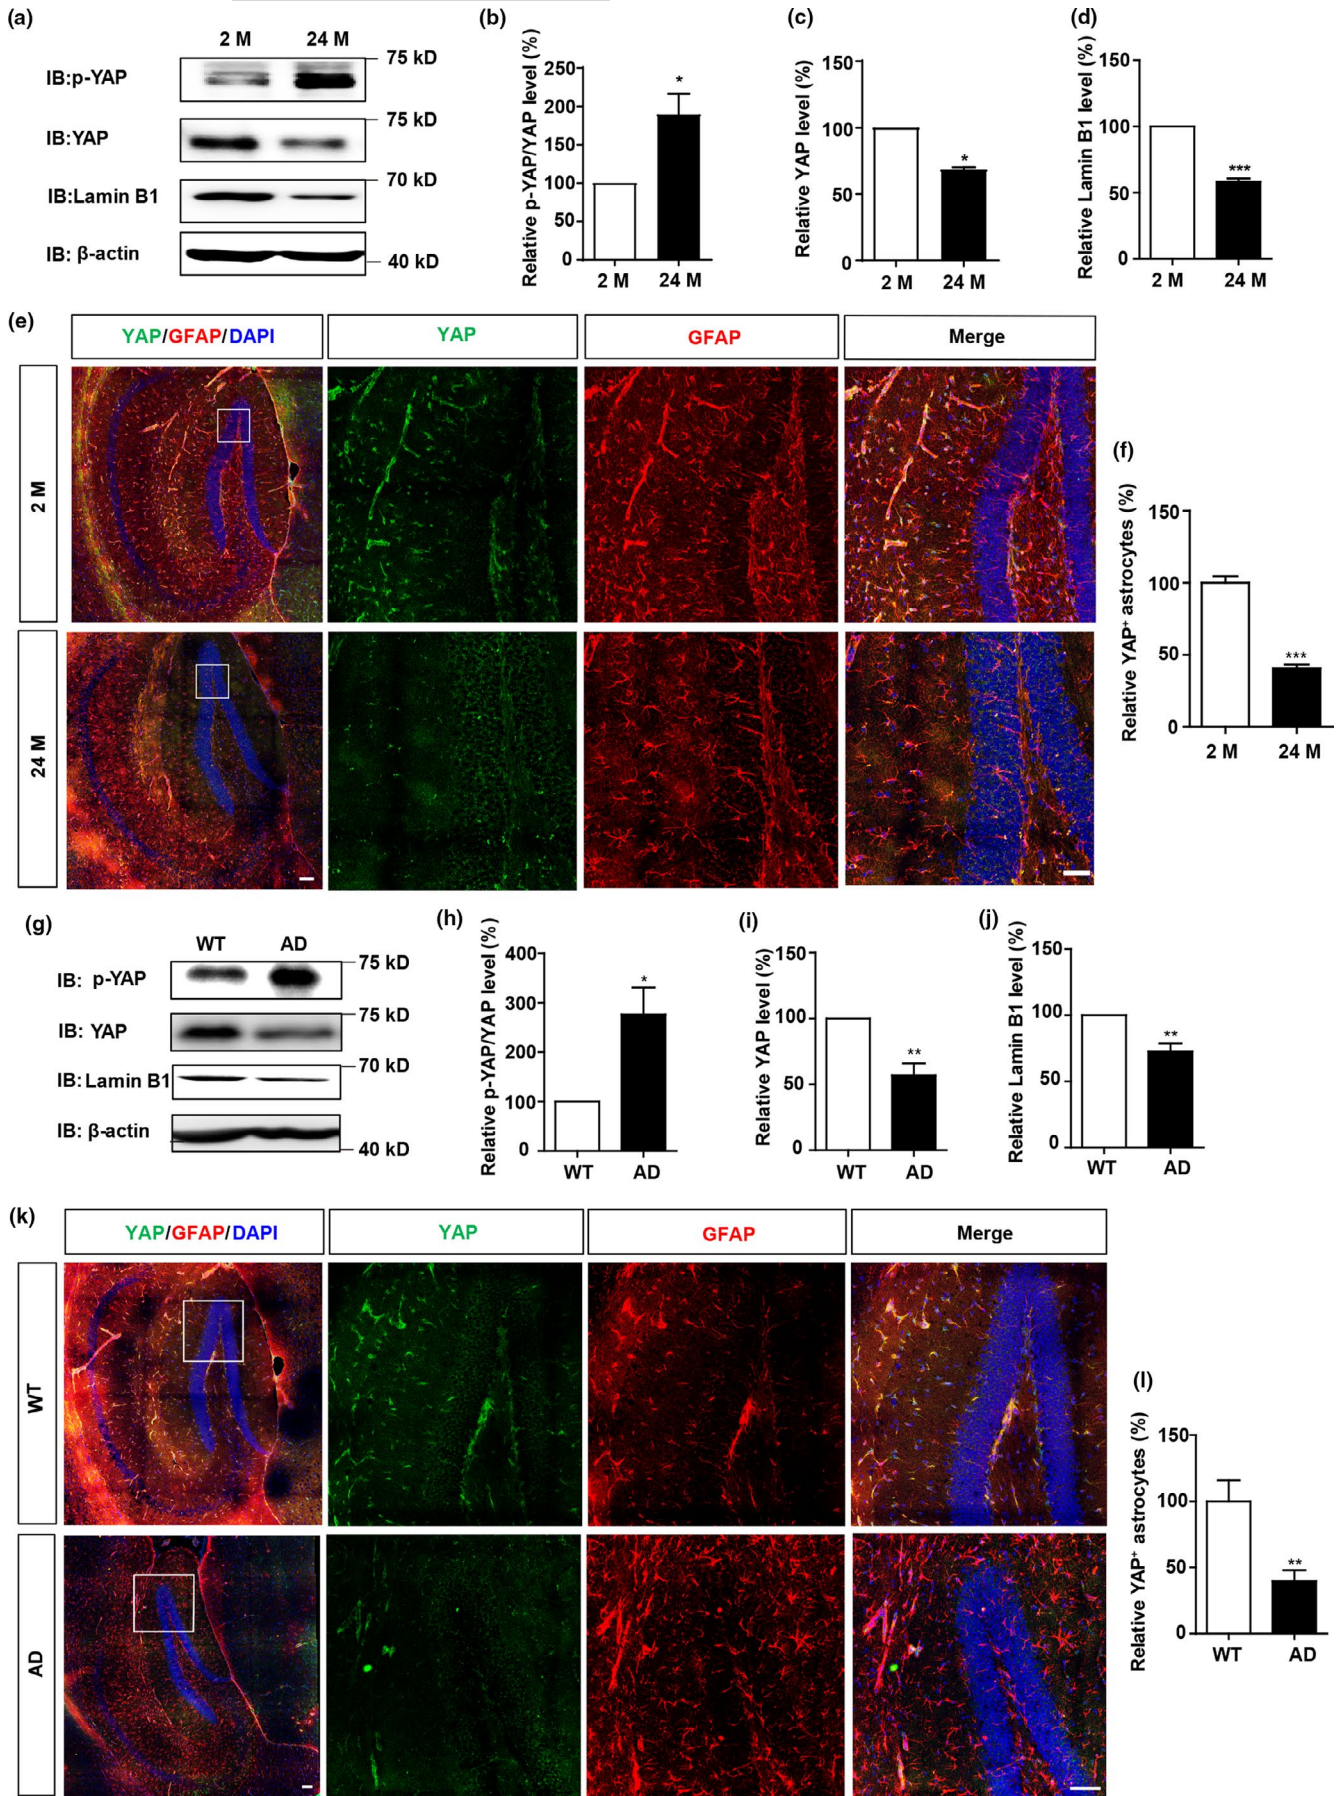 (a)
2 M 24 M
IB:p-YAP
75 kD
IB:YAP
75 kD
IB:Lamin B1
70 kD
IB: β-actin
40 kD
(b)
Relative p-YAP/YAP level (%)
250
200
150
100
50
0
*
2 M 24 M
(c)
Relative YAP level (%)
150
100
50
0
*
2 M 24 M
(d)
Relative Lamin B1 level (%)
150
100
50
0
***
2 M 24 M
(e)
YAP/GFAP/DAPI YAP GFAP Merge
2 M
24 M
(f)
Relative YAP⁺ astrocytes (%)
150
100
50
0
***
2 M 24 M
(g)
WT AD
IB: p-YAP
75 kD
IB: YAP
75 kD
IB: Lamin B1
70 kD
IB: β-actin
40 kD
(h)
Relative p-YAP/YAP level (%)
400
300
200
100
0
*
WT AD
(i)
Relative YAP level (%)
150
100
50
0
**
WT AD
(j)
Relative Lamin B1 level (%)
150
100
50
0
**
WT AD
(k)
YAP/GFAP/DAPI YAP GFAP Merge
WT
AD
(l)
Relative YAP⁺ astrocytes (%)
150
100
50
0
**
WT AD